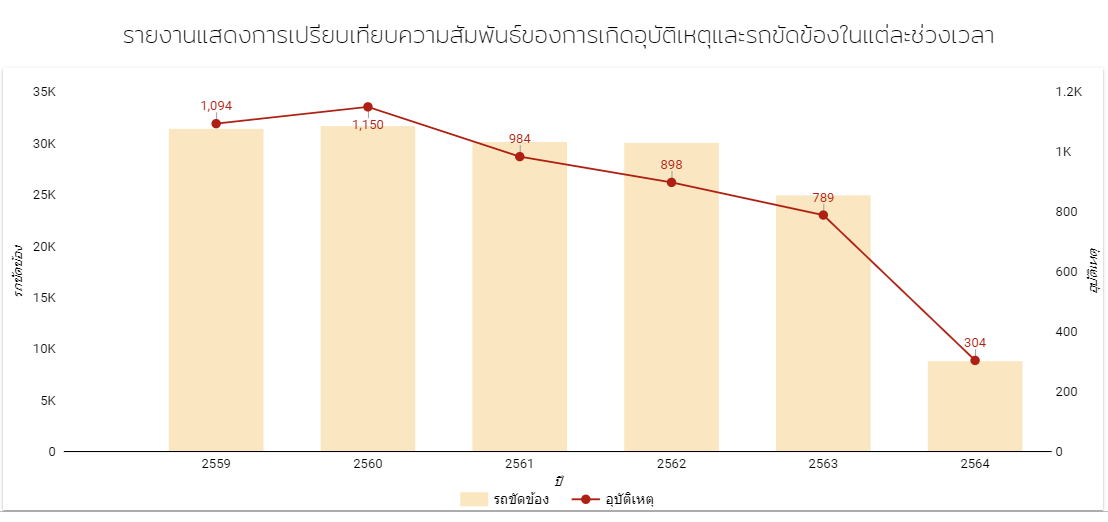 รายงานแสดงการเปรียบเทียบความสัมพันธ์ของการเกิดอุบัติเหตุและรถขัดข้องในแต่ละช่วงเวลา
35K
30K
25K
20K
15K
10K
5K
0
รถขัดข้อง
1,094
1,150
984
898
789
304
1.2K
1K
800
600
400
200
0
อุบัติเหตุ
2559 2560 2561 2562 2563 2564
ปี
รถขัดข้อง อุบัติเหตุ